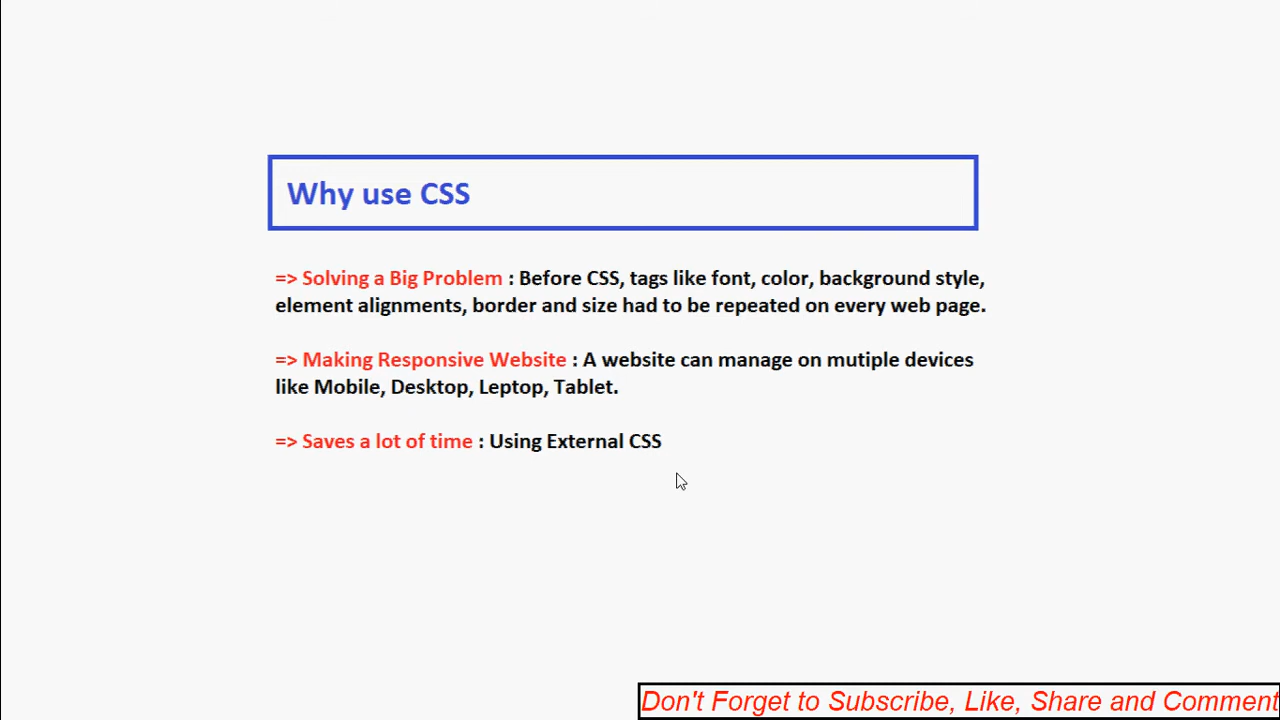 Why use CSS
=> Solving a Big Problem : Before CSS, tags like font, color, background style,
element alignments, border and size had to be repeated on every web page.
=> Making Responsive Website : A website can manage on mutiple devices
like Mobile, Desktop, Leptop, Tablet.
=> Saves a lot of time : Using External CSS
Don't Forget to Subscribe, Like, Share and Comment